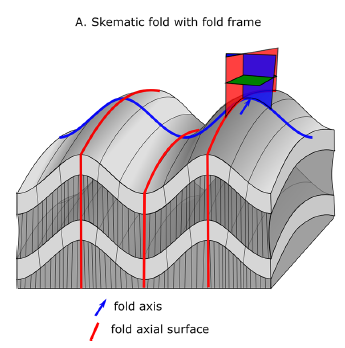 A. Skematic fold with fold frame
fold axis
fold axial surface